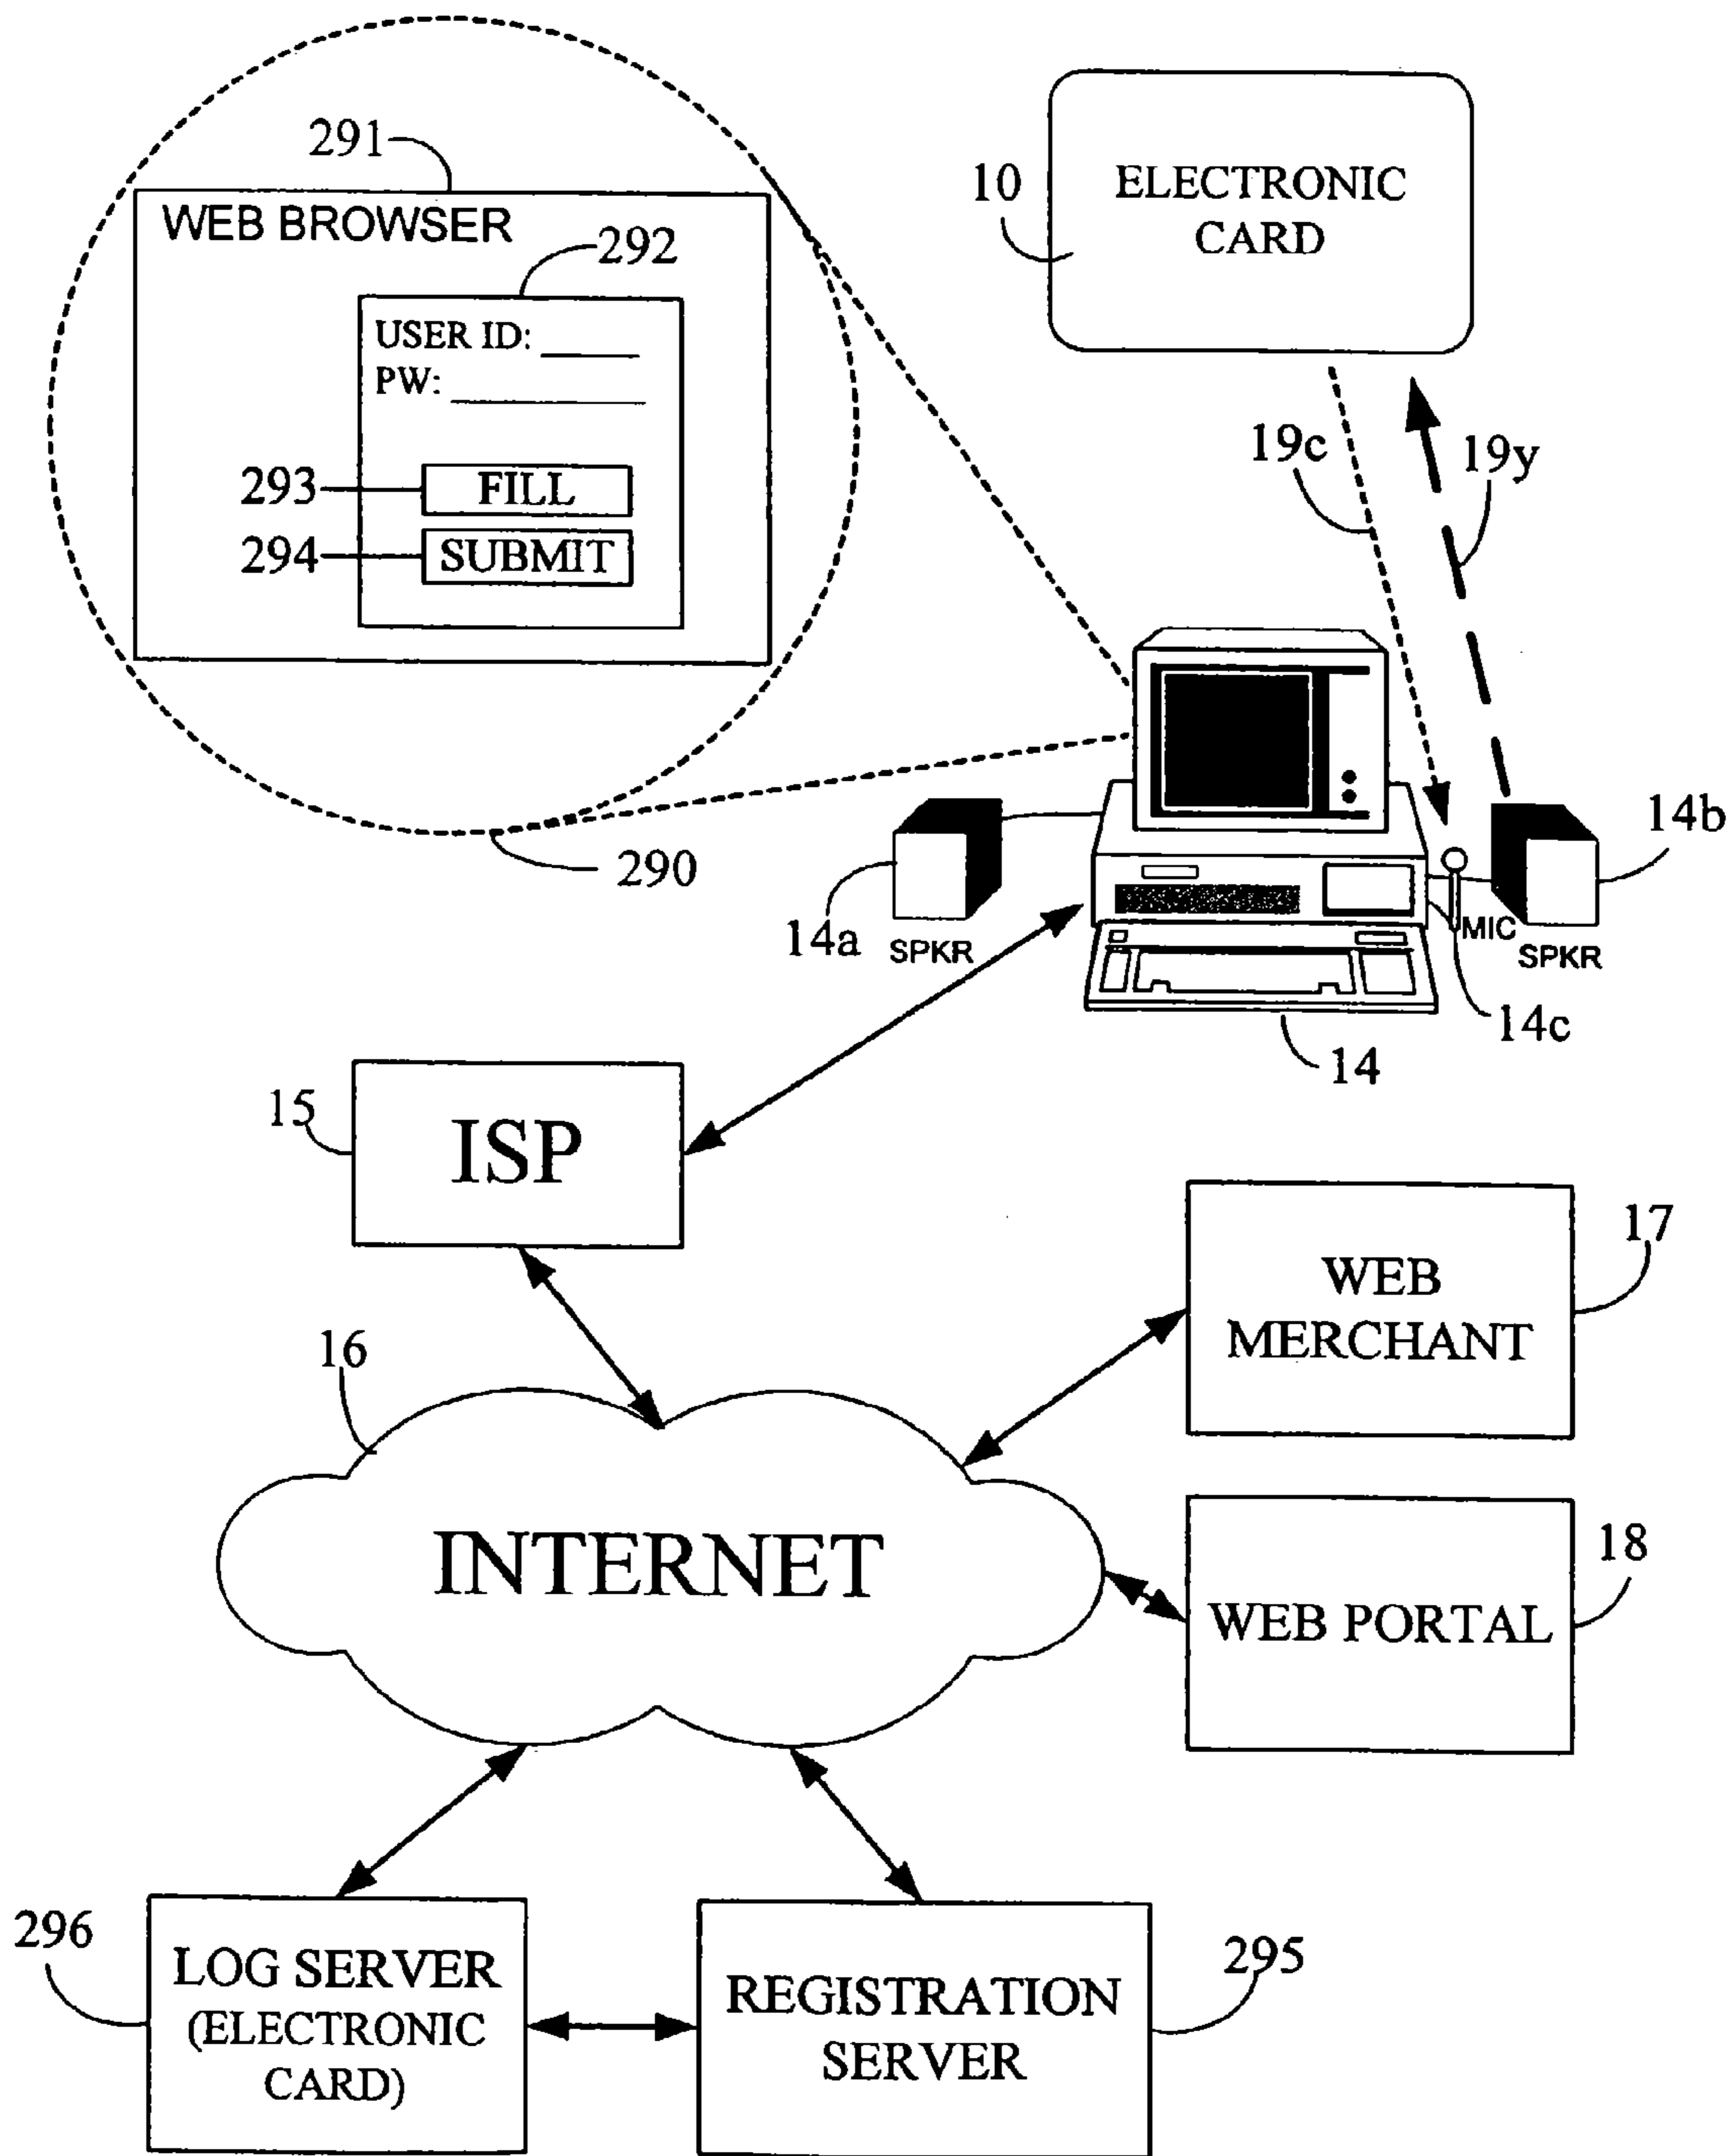 291
WEB BROWSER
292
USER ID:
PW:
293
FILL
294
SUBMIT
290
10
ELECTRONIC
CARD
19c
19y
14a
SPKR
14b
MIC
SPKR
14c
14
15
ISP
17
WEB
MERCHANT
16
INTERNET
18
WEB PORTAL
296
LOG SERVER
(ELECTRONIC
CARD)
REGISTRATION
SERVER
295